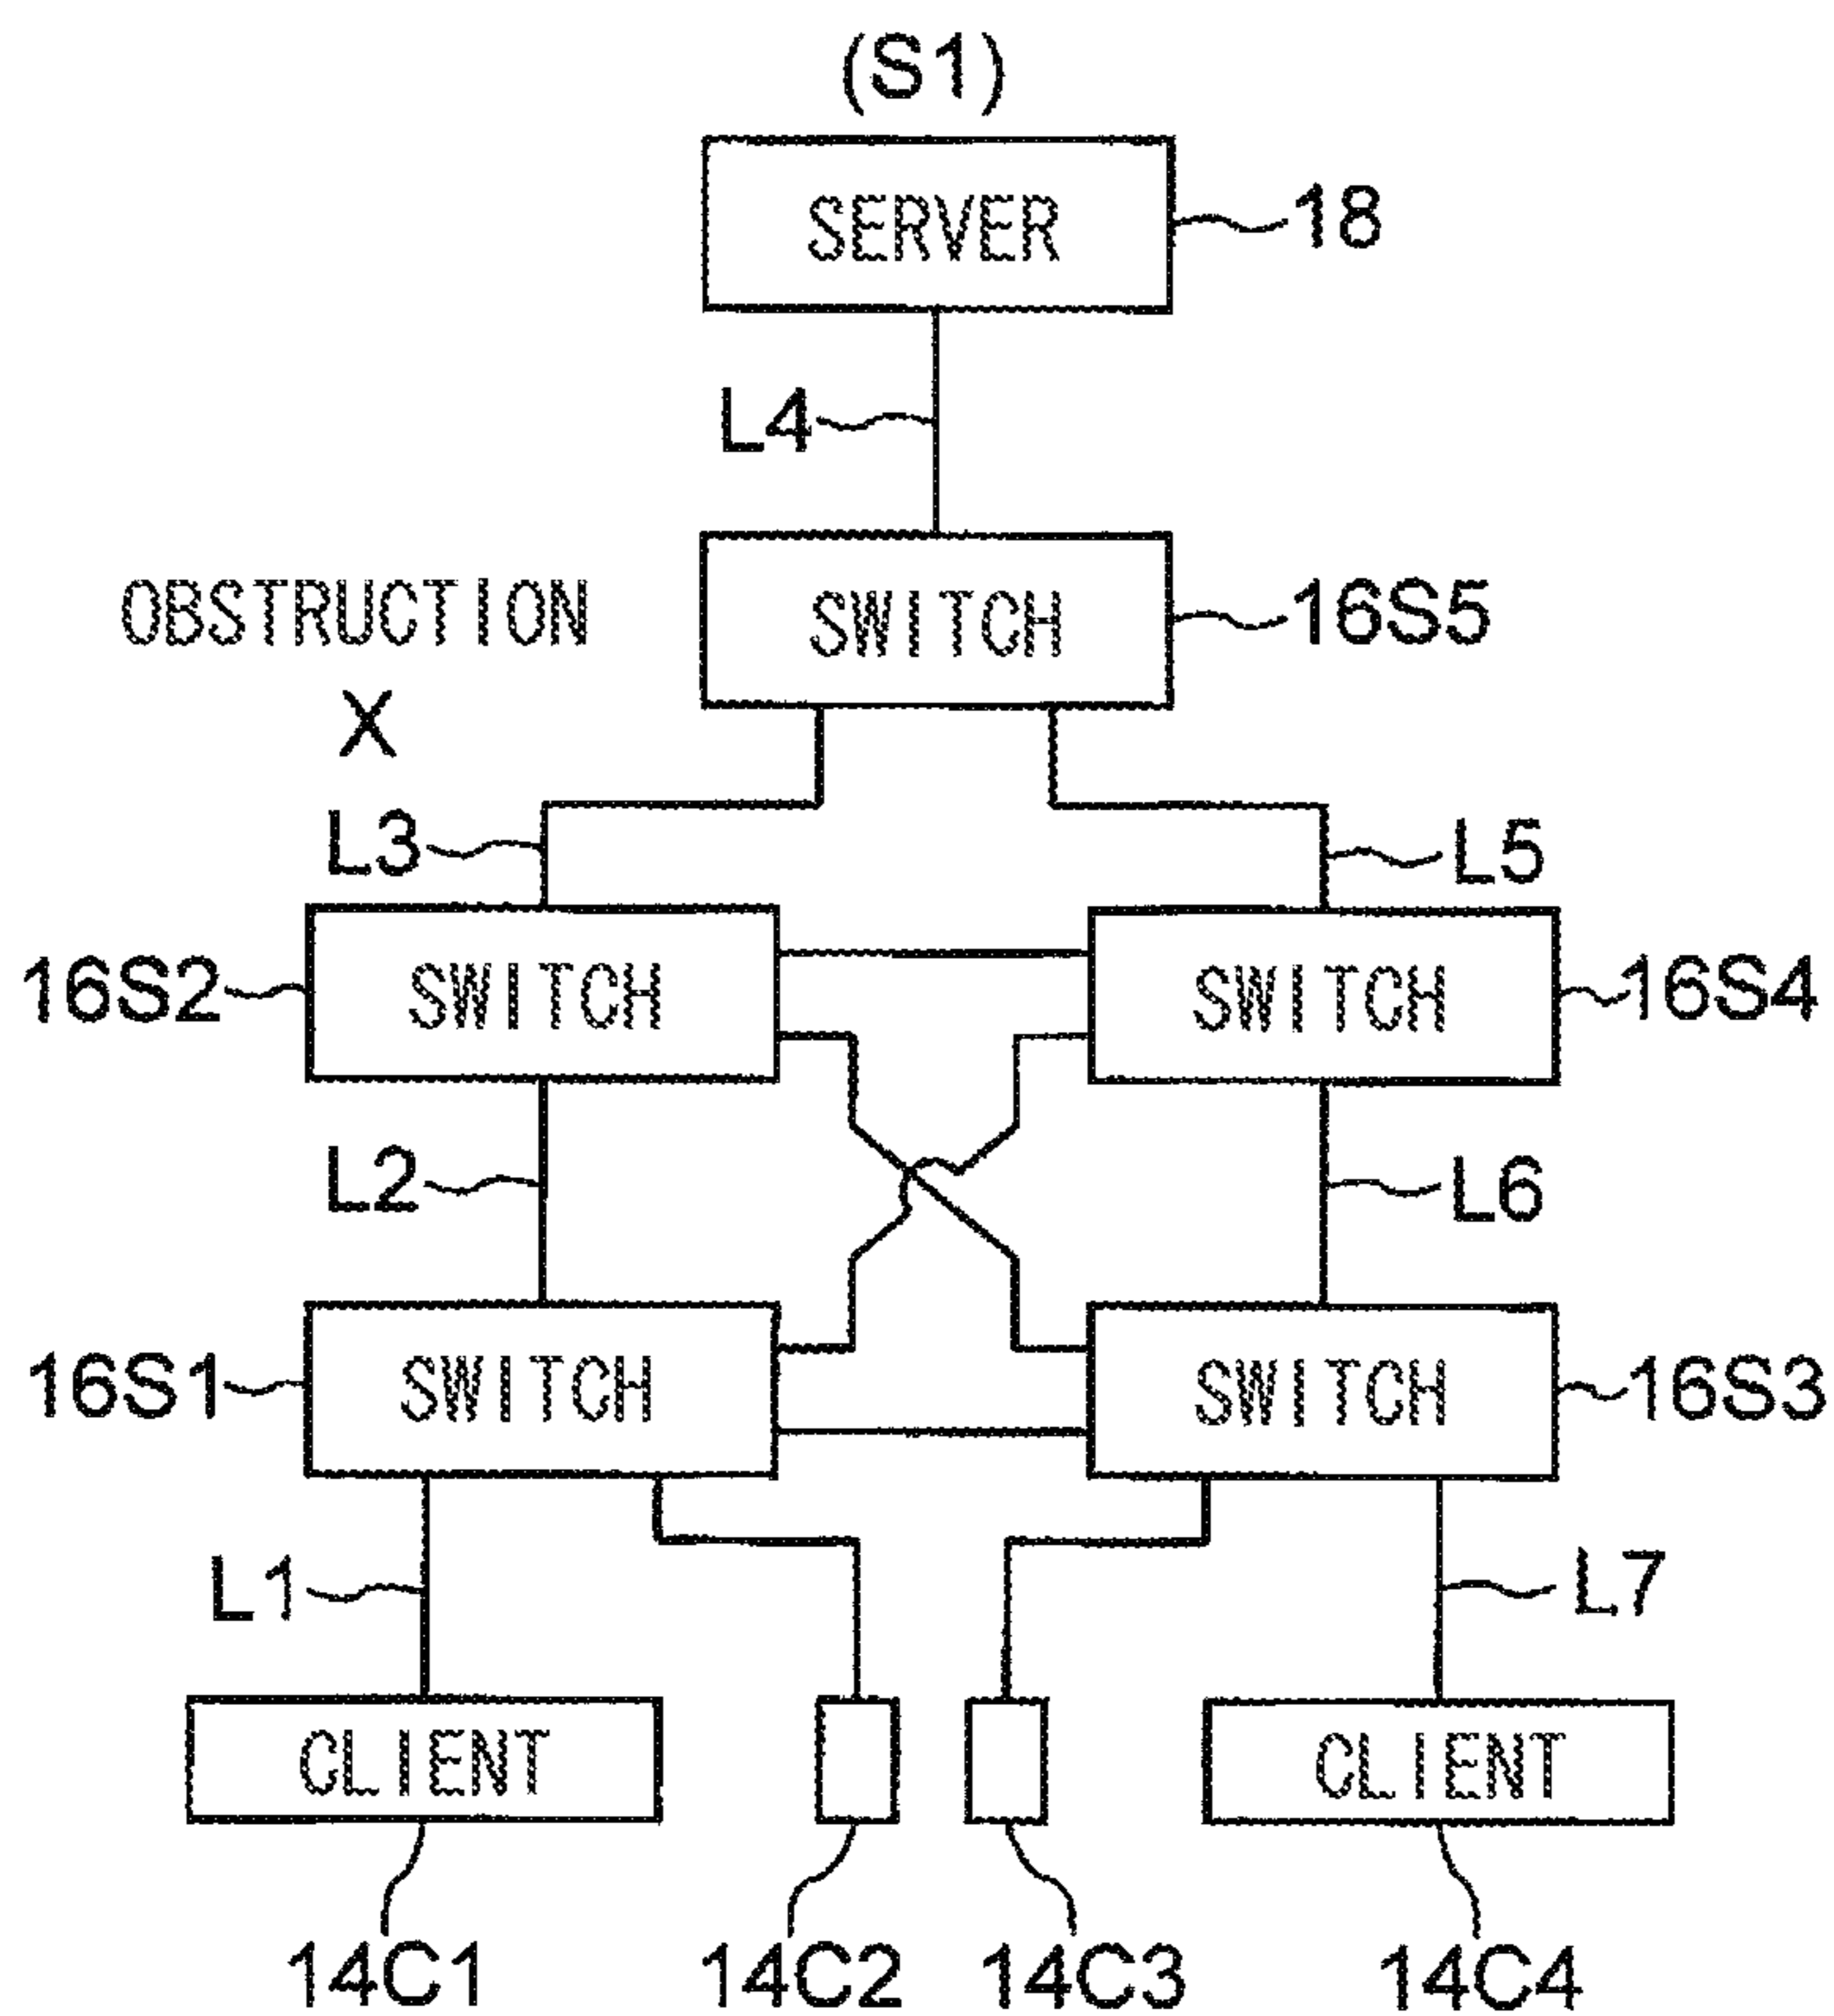 (S1)
SERVER
18
L4
OBSTRUCTION
X
SWITCH
16S5
L3
L5
16S2
SWITCH
SWITCH
16S4
L2
L6
16S1
SWITCH
SWITCH
16S3
L1
L7
CLIENT
CLIENT
14C1
14C2
14C3
14C4